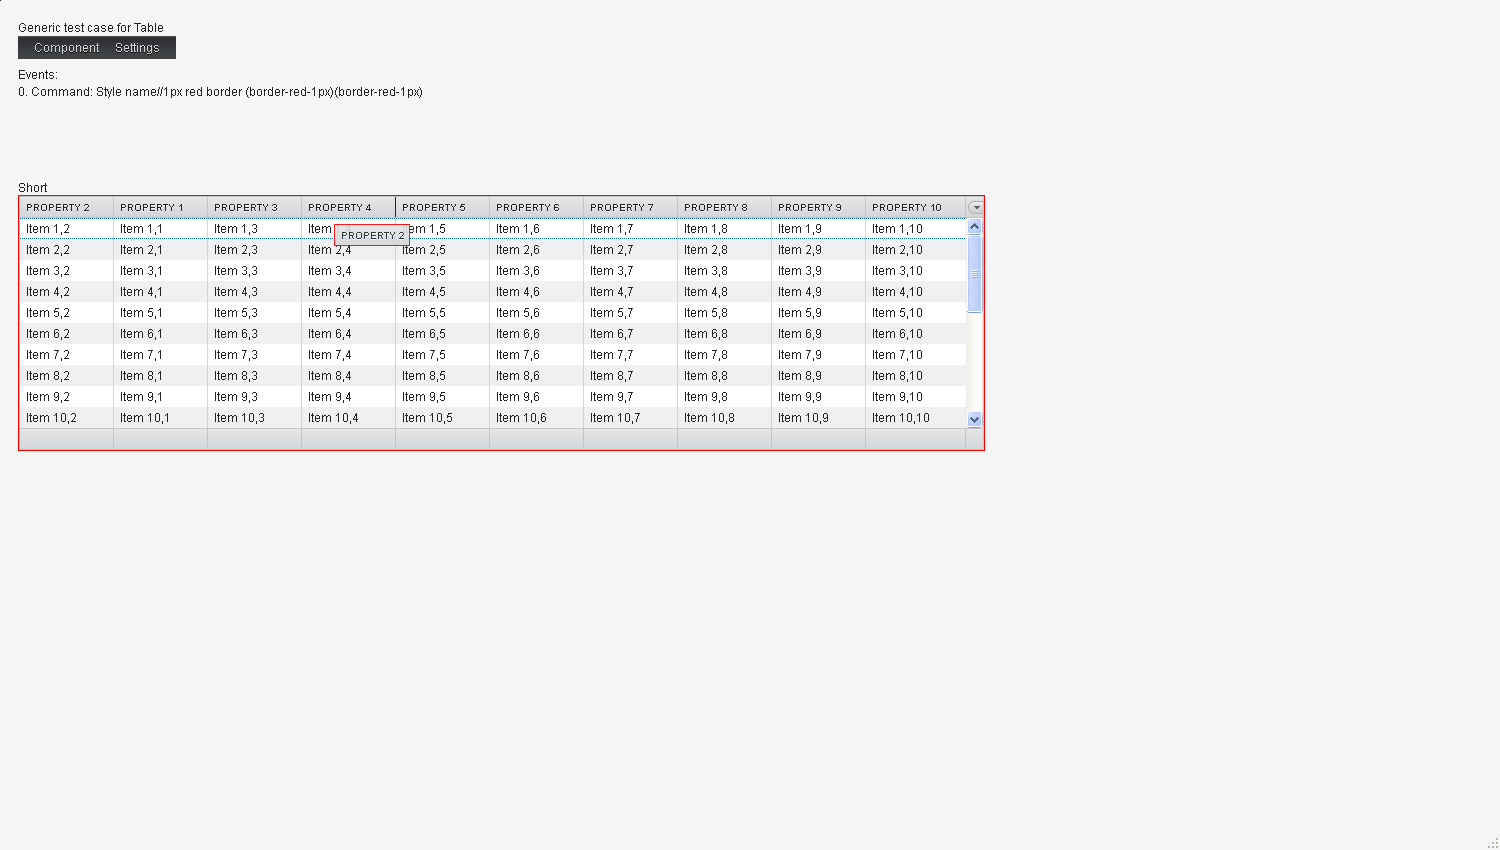 Generic test case for Table
Component Settings
Events:
0. Command: Style name//1px red border (border-red-1px)(border-red-1px)
Short
PROPERTY 2 PROPERTY 1 PROPERTY 3 PROPERTY 4 PROPERTY 5 PROPERTY 6 PROPERTY 7 PROPERTY 8 PROPERTY 9 PROPERTY 10
Item 1,2 Item 1,1 Item 1,3 Item em 1,5 Item 1,6 Item 1,7 Item 1,8 Item 1,9 Item 1,10
PROPERTY 2
Item 2,2 Item 2,1 Item 2,3 Item 2,4 Item 2,5 Item 2,6 Item 2,7 Item 2,8 Item 2,9 Item 2,10
Item 3,2 Item 3,1 Item 3,3 Item 3,4 Item 3,5 Item 3,6 Item 3,7 Item 3,8 Item 3,9 Item 3,10
Item 4,2 Item 4,1 Item 4,3 Item 4,4 Item 4,5 Item 4,6 Item 4,7 Item 4,8 Item 4,9 Item 4,10
Item 5,2 Item 5,1 Item 5,3 Item 5,4 Item 5,5 Item 5,6 Item 5,7 Item 5,8 Item 5,9 Item 5,10
Item 6,2 Item 6,1 Item 6,3 Item 6,4 Item 6,5 Item 6,6 Item 6,7 Item 6,8 Item 6,9 Item 6,10
Item 7,2 Item 7,1 Item 7,3 Item 7,4 Item 7,5 Item 7,6 Item 7,7 Item 7,8 Item 7,9 Item 7,10
Item 8,2 Item 8,1 Item 8,3 Item 8,4 Item 8,5 Item 8,6 Item 8,7 Item 8,8 Item 8,9 Item 8,10
Item 9,2 Item 9,1 Item 9,3 Item 9,4 Item 9,5 Item 9,6 Item 9,7 Item 9,8 Item 9,9 Item 9,10
Item 10,2 Item 10,1 Item 10,3 Item 10,4 Item 10,5 Item 10,6 Item 10,7 Item 10,8 Item 10,9 Item 10,10